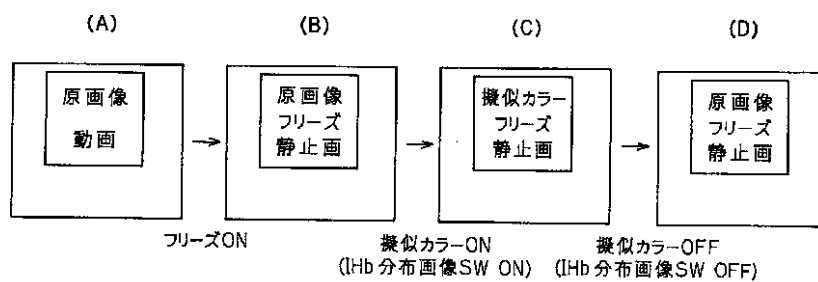 (A)
(B)
(C)
(D)
原画像
動画
原画像
フリーズ
静止画
擬似カラー
フリーズ
静止画
原画像
フリーズ
静止画
フリーズON
擬似カラーON
(IHb分布画像SW ON)
擬似カラーOFF
(IHb分布画像SW OFF)